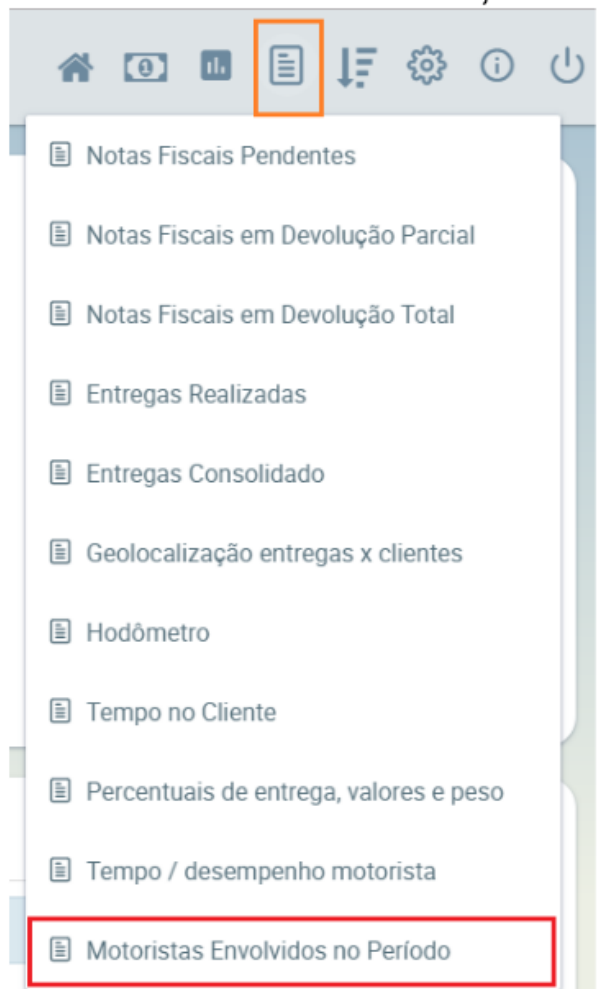 Notas Fiscais Pendentes
Notas Fiscais em Devolução Parcial
Notas Fiscais em Devolução Total
Entregas Realizadas
Entregas Consolidado
Geolocalização entregas x clientes
Hodômetro
Tempo no Cliente
Percentuais de entrega, valores e peso
Tempo / desempenho motorista
Motoristas Envolvidos no Período